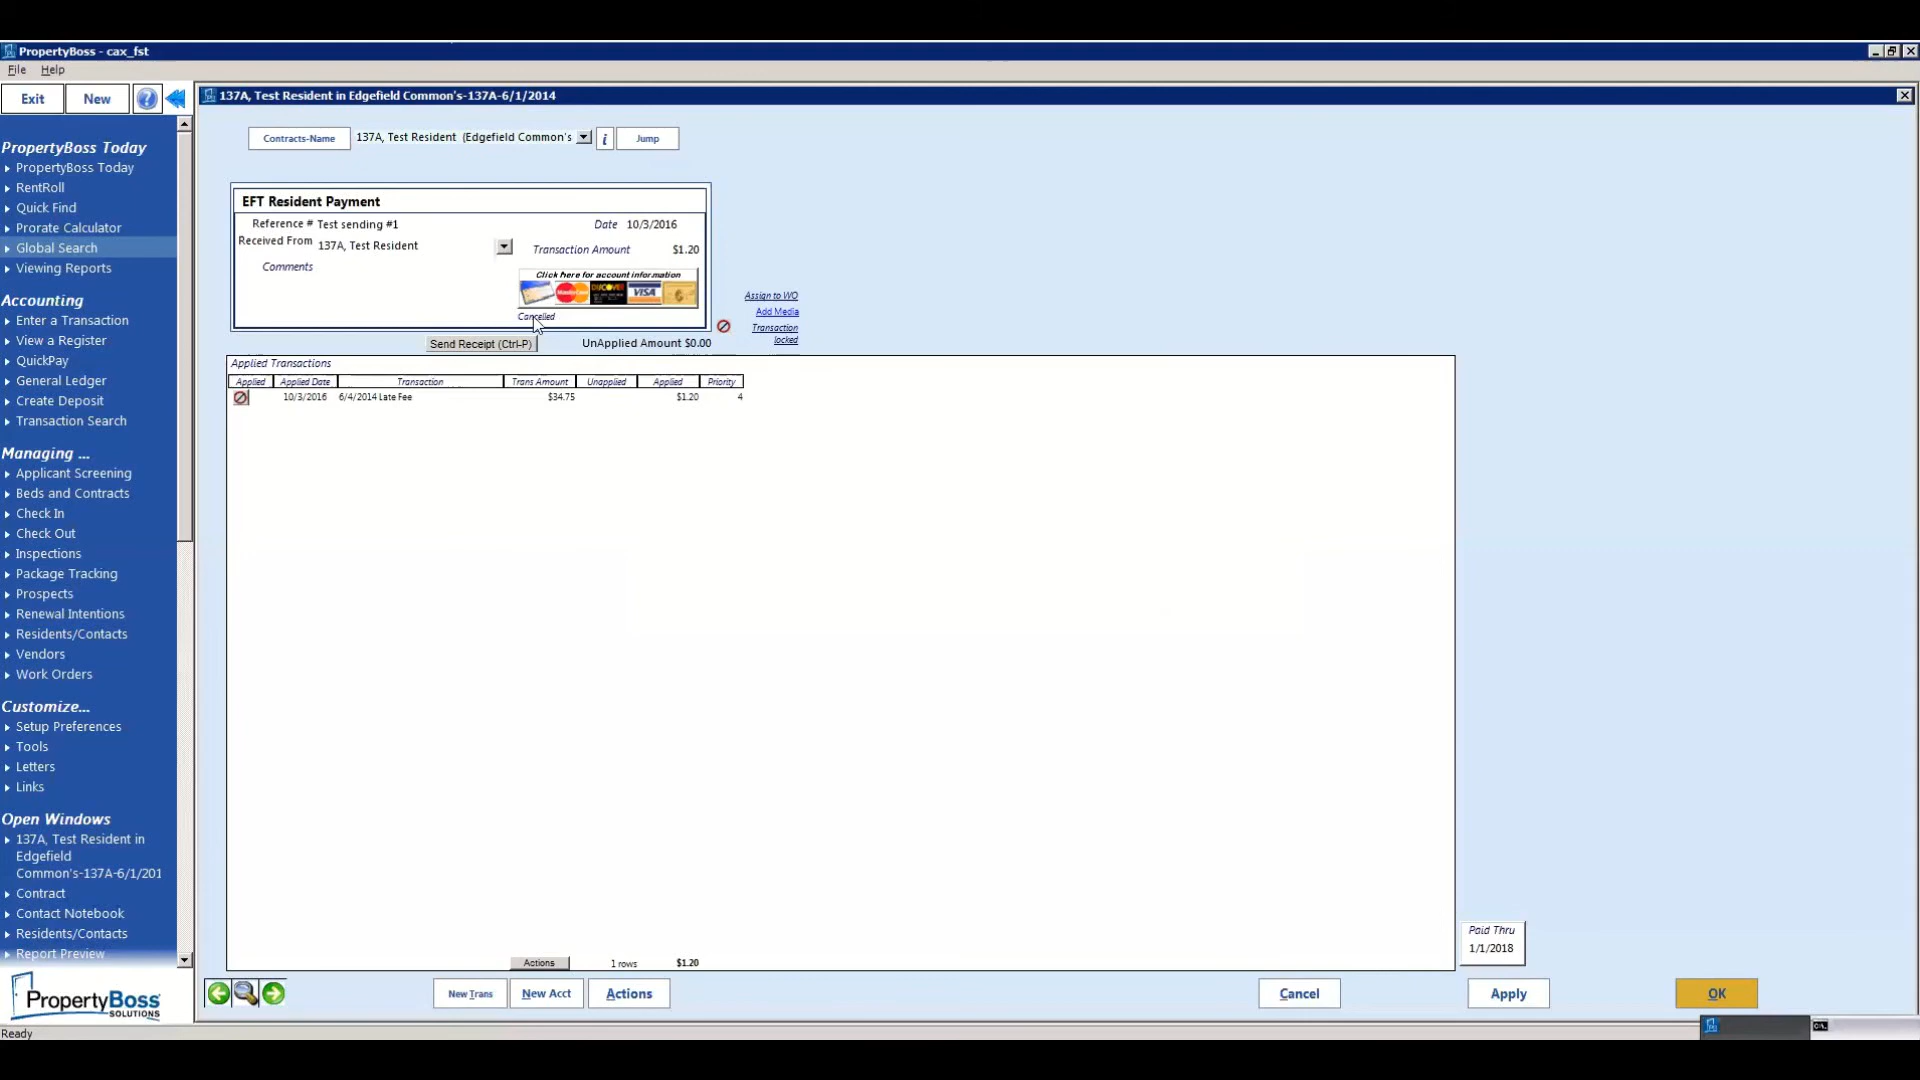 PropertyBoss - cax_fst
File Help
Exit New
137A, Test Resident in Edgefield Common's-137A-6/1/2014
PropertyBoss Today
PropertyBoss Today
RentRoll
Quick Find
Prorate Calculator
Global Search
Viewing Reports
Accounting
Enter a Transaction
View a Register
QuickPay
General Ledger
Create Deposit
Transaction Search
Managing ...
Applicant Screening
Beds and Contracts
Check In
Check Out
Inspections
Package Tracking
Prospects
Renewal Intentions
Residents/Contacts
Vendors
Work Orders
Customize...
Setup Preferences
Tools
Letters
Links
Open Windows
137A, Test Resident in
Edgefield
Common's-137A-6/1/201
Contract
Contact Notebook
Residents/Contacts
Report Preview
PropertyBoss
SOLUTIONS
Ready
Contracts-Name 137A, Test Resident (Edgefield Common's i Jump
EFT Resident Payment
Reference # Test sending #1 Date 10/3/2016
Received From 137A, Test Resident Transaction Amount $1.20
Comments
Click here for account information
MasterCard DISCOVER VISA
Cancelled
Assign to WO
Add Media
Transaction
locked
Send Receipt (Ctrl-P) UnApplied Amount $0.00
Applied Transactions
Applied Applied Date Transaction Trans Amount Unapplied Applied Priority
10/3/2016 6/4/2014 Late Fee $34.75 $1.20 4
Actions 1 rows $1.20
Paid Thru
1/1/2018
New Trans New Acct Actions Cancel Apply OK